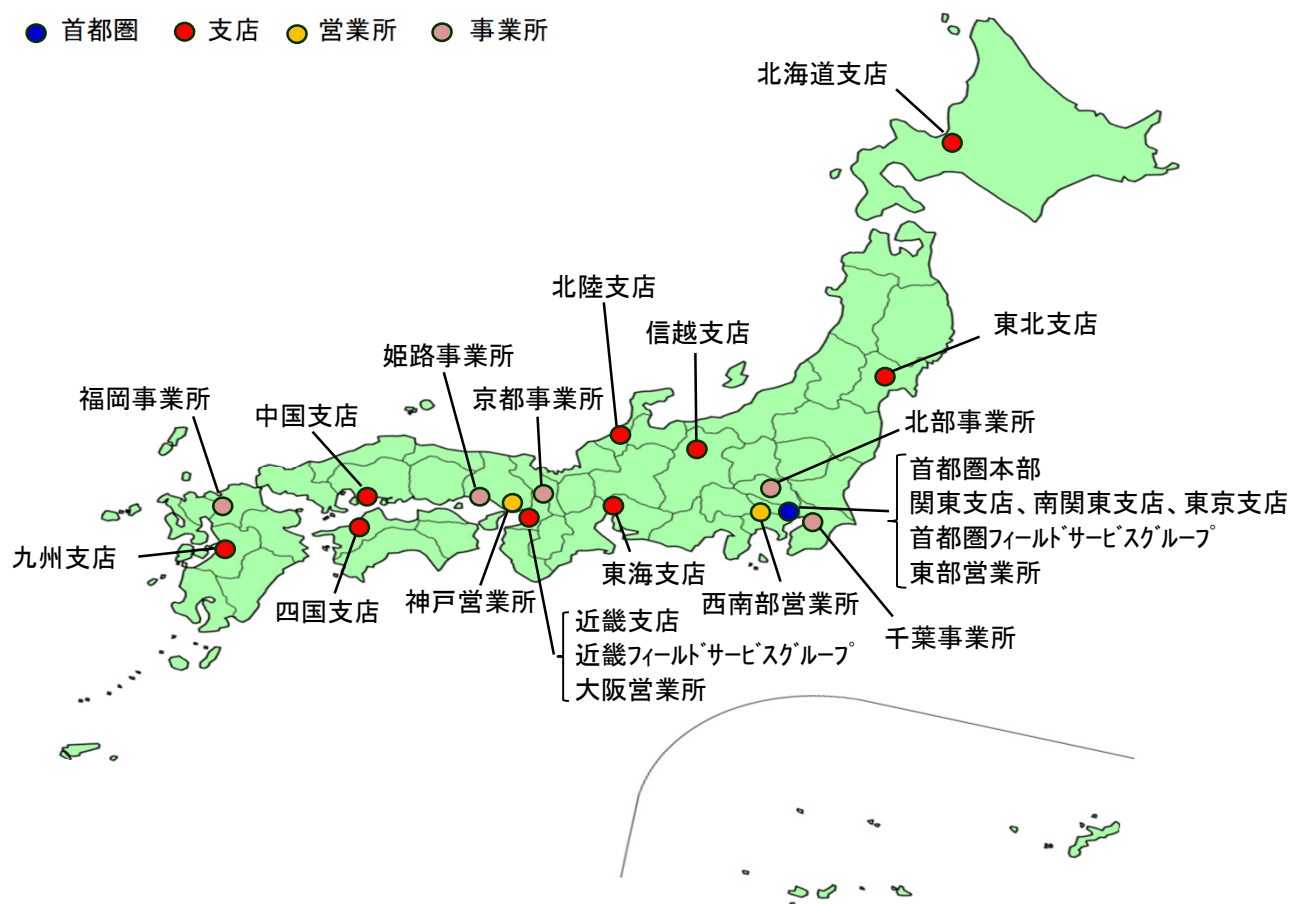 首都圏 支店 営業所 事業所
北海道支店
北陸支店
東北支店
信越支店
姫路事業所
京都事業所
福岡事業所
中国支店
北部事業所
首都圏本部
関東支店、南関東支店、東京支店
首都圏ﾌｨｰﾙﾄﾞｻｰﾋﾞｽｸﾞﾙｰﾌﾟ
東部営業所
九州支店
東海支店
四国支店
神戸営業所
西南部営業所
千葉事業所
近畿支店
近畿ﾌｨｰﾙﾄﾞｻｰﾋﾞｽｸﾞﾙｰﾌﾟ
大阪営業所